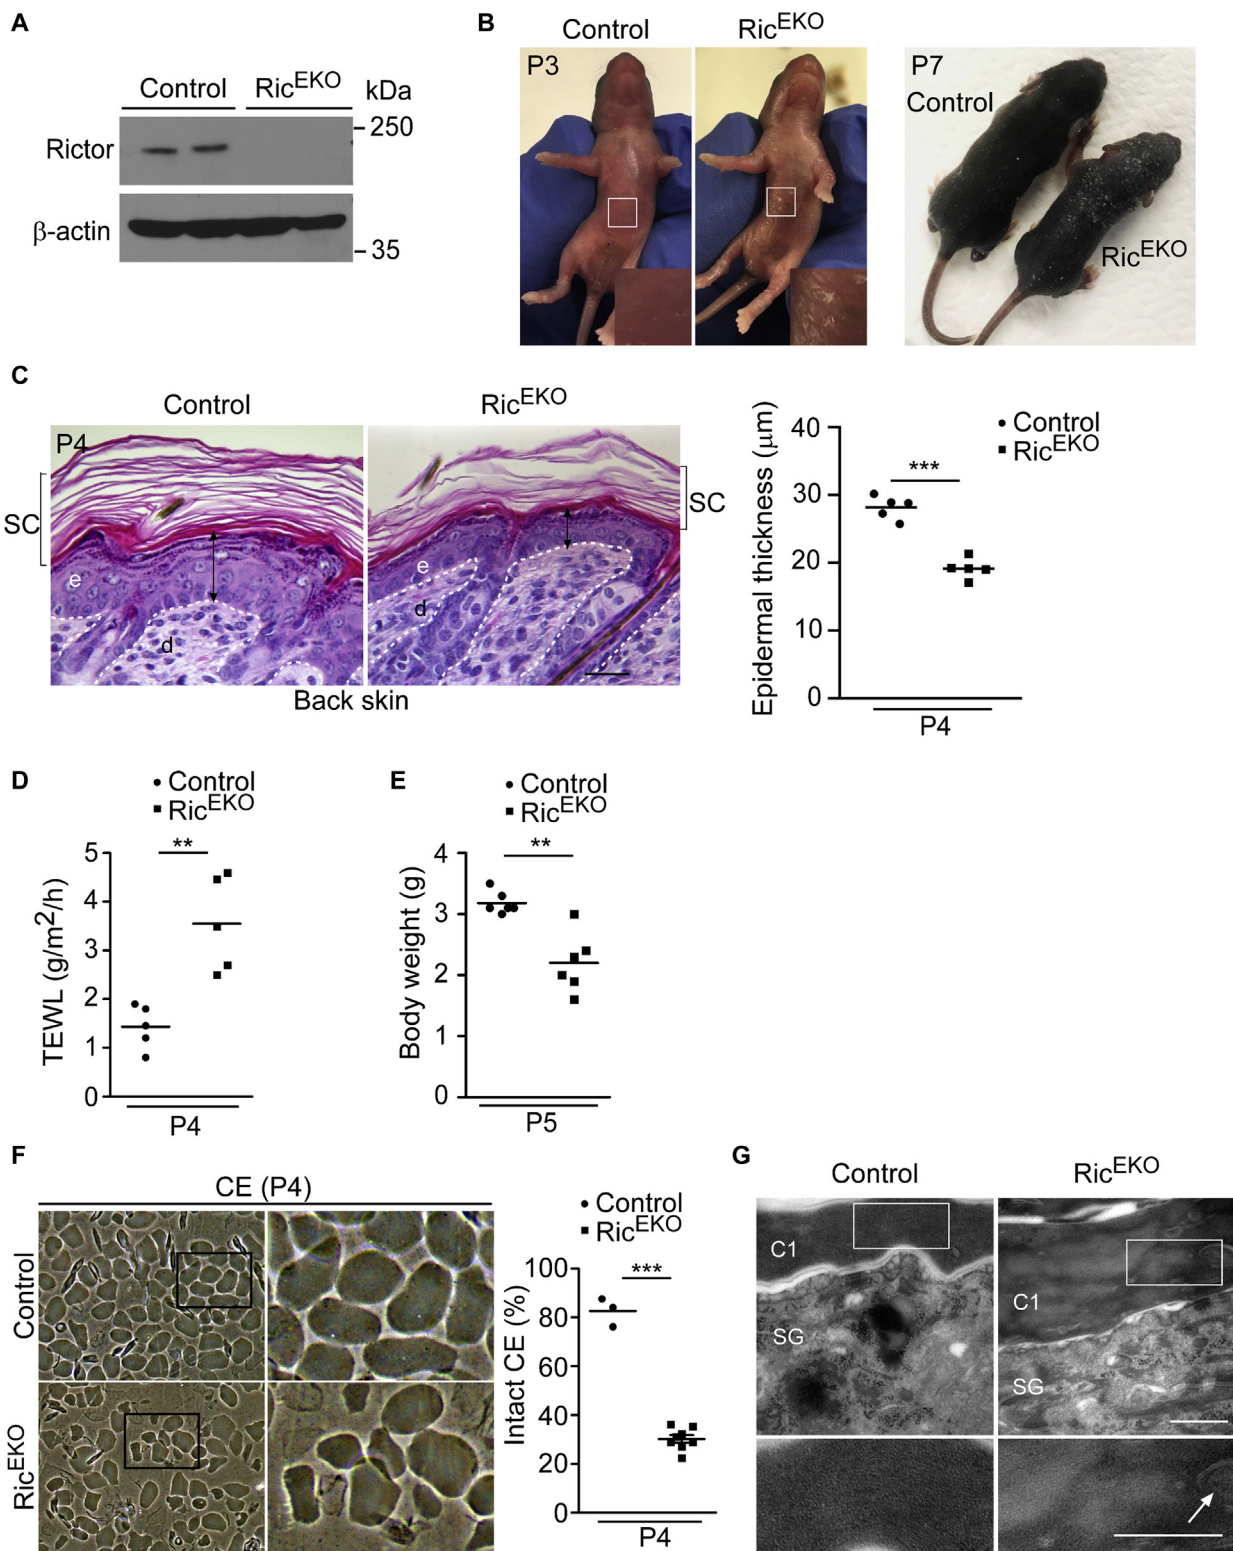 A
Control Ric^EKO kDa
Rictor
250
β-actin
35
B
Control Ric^EKO
P3
P7
Control
Ric^EKO
C
Control Ric^EKO
P4
SC
SC
e
d
e
d
Back skin
Control
Ric^EKO
Epidermal thickness (μm)
***
40
30
20
10
0
P4
D
Control
Ric^EKO
TEWL (g/m²/h)
**
5
4
3
2
1
0
P4
E
Control
Ric^EKO
Body weight (g)
**
4
3
2
1
0
P5
F
CE (P4)
Control
Ric^EKO
Control
Ric^EKO
Intact CE (%)
***
100
80
60
40
20
0
P4
G
Control Ric^EKO
C1
SG
C1
SG